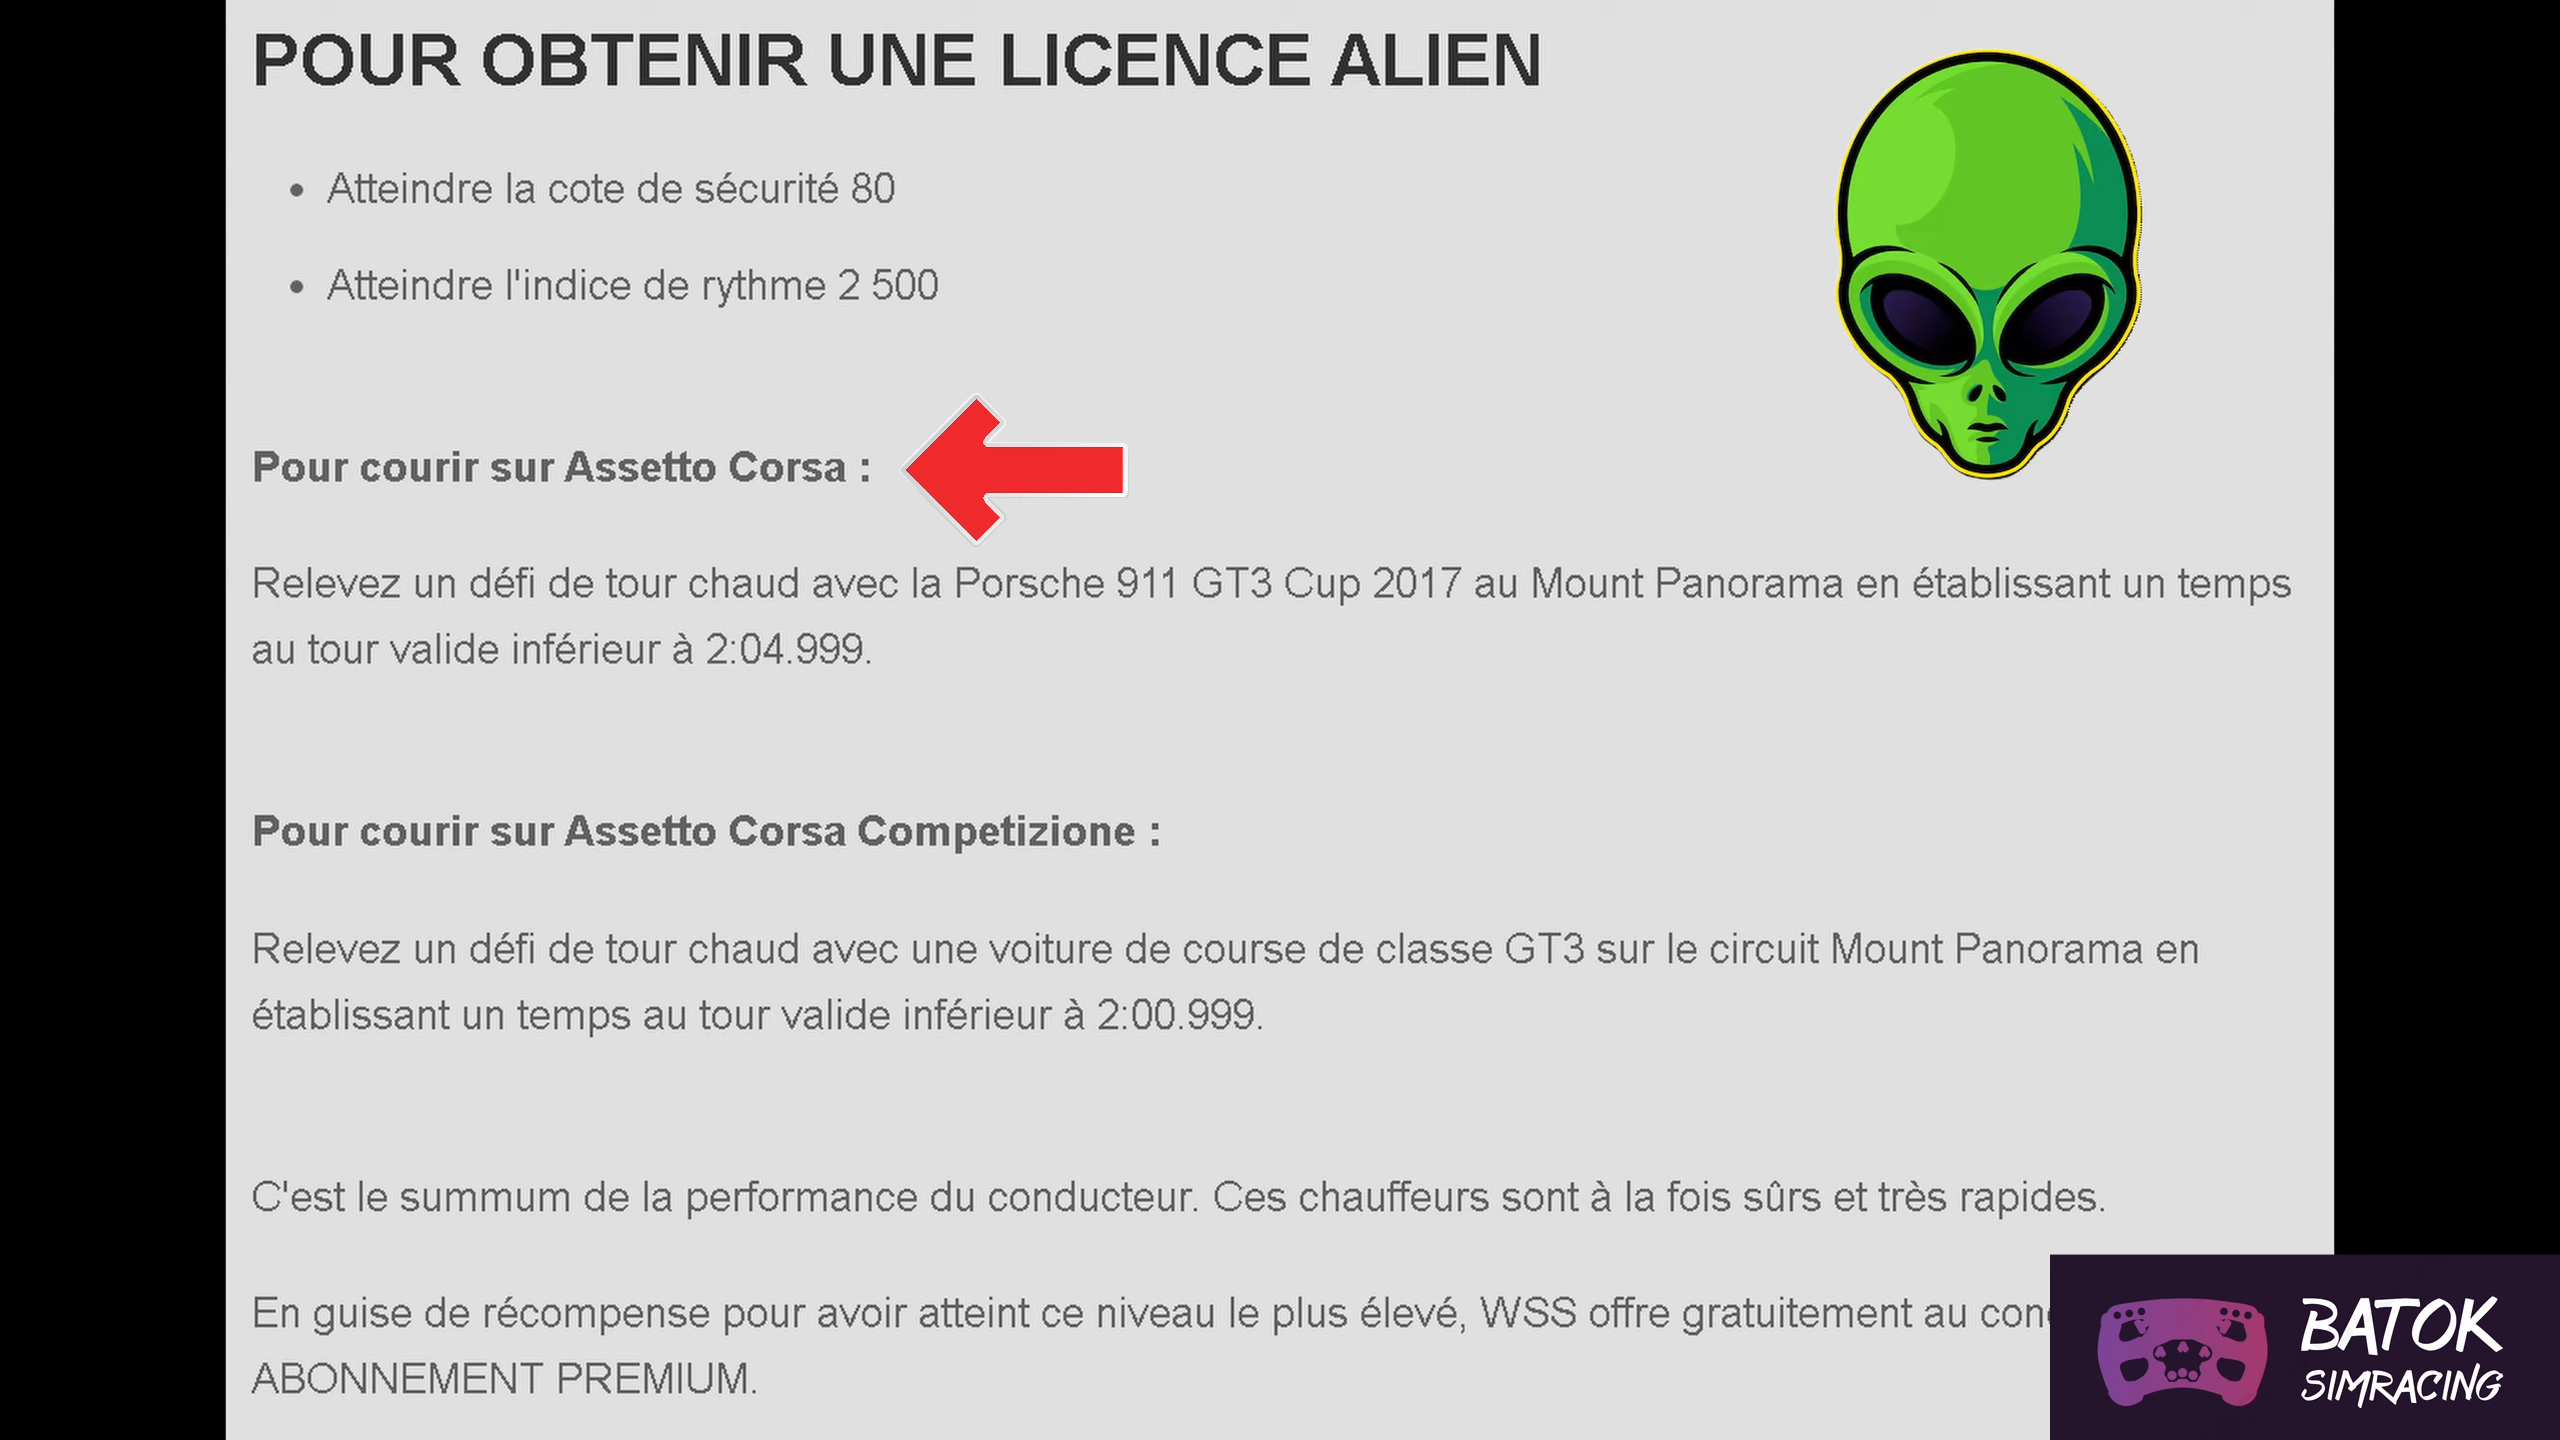 POUR OBTENIR UNE LICENCE ALIEN
Atteindre la cote de sécurité 80
Atteindre l'indice de rythme 2 500
Pour courir sur Assetto Corsa :
Relevez un défi de tour chaud avec la Porsche 911 GT3 Cup 2017 au Mount Panorama en établissant un temps
au tour valide inférieur à 2:04.999.
Pour courir sur Assetto Corsa Competizione :
Relevez un défi de tour chaud avec une voiture de course de classe GT3 sur le circuit Mount Panorama en
établissant un temps au tour valide inférieur à 2:00.999.
C'est le summum de la performance du conducteur. Ces chauffeurs sont à la fois sûrs et très rapides.
En guise de récompense pour avoir atteint ce niveau le plus élevé, WSS offre gratuitement au
ABONNEMENT PREMIUM.
BATOK
SIMRACING